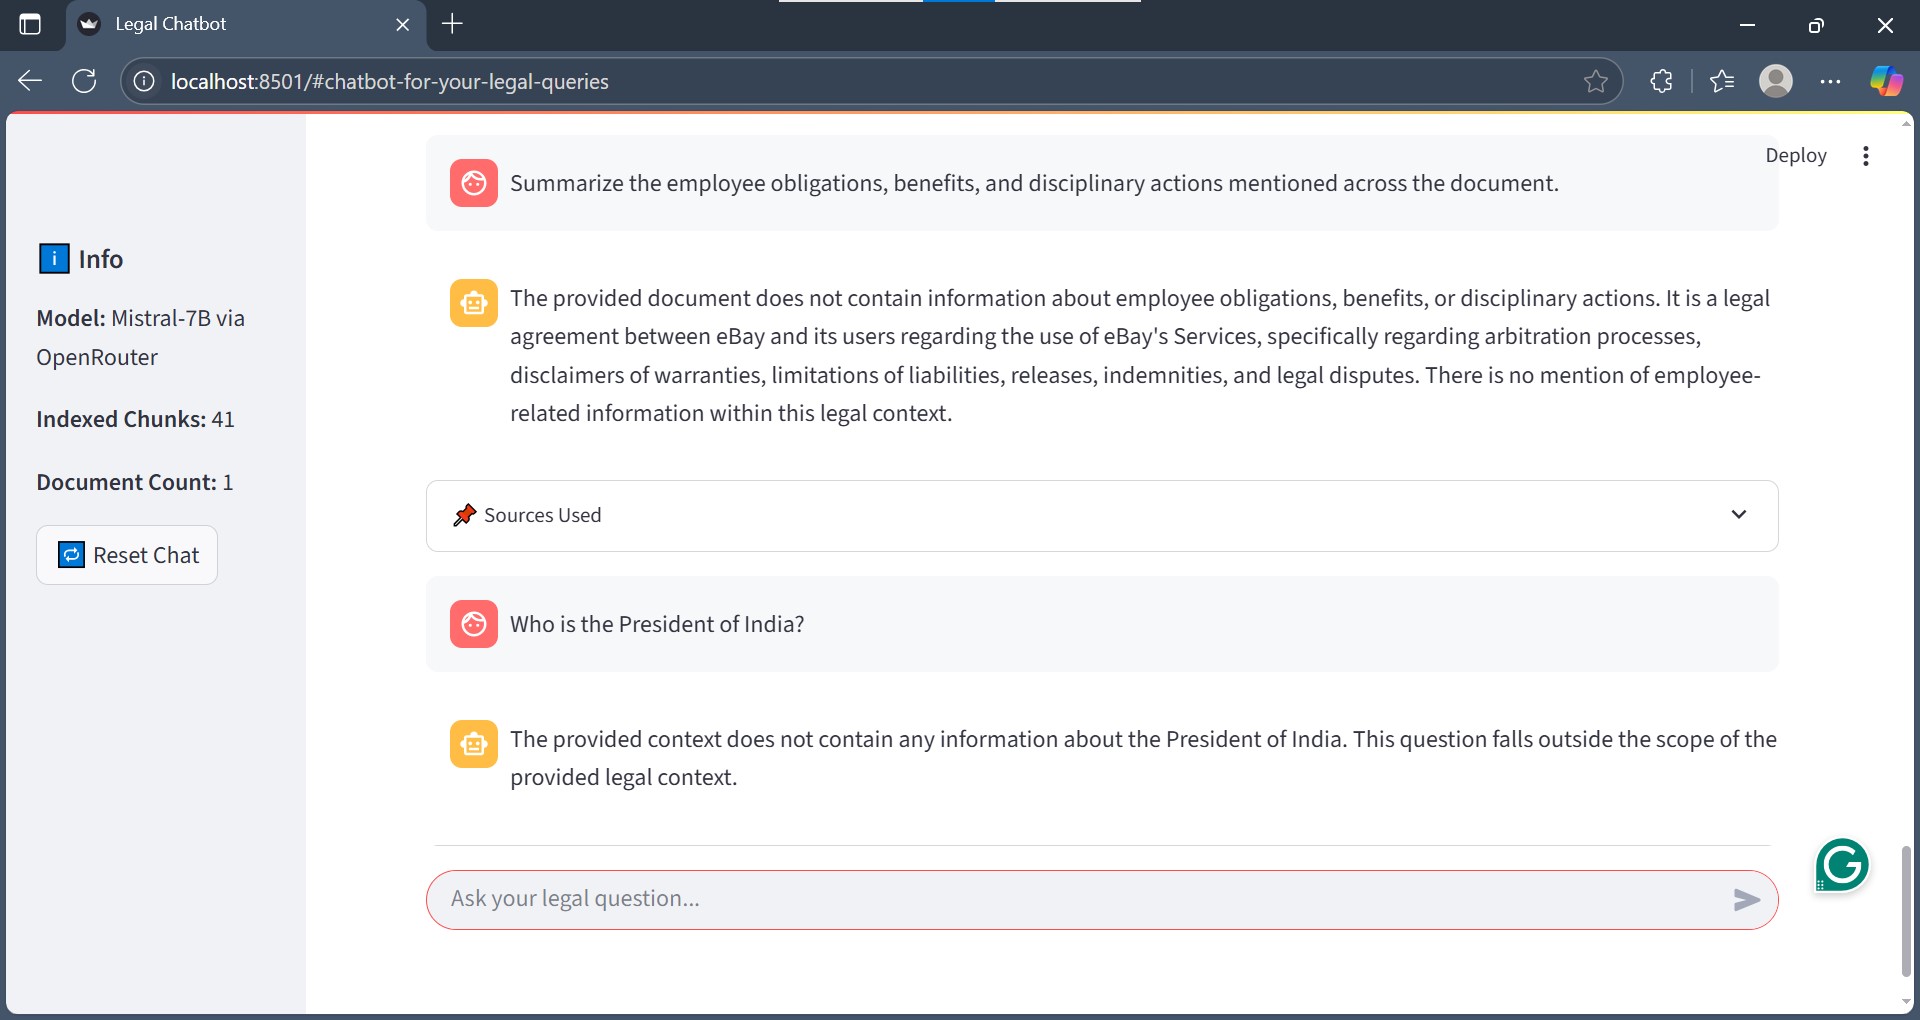 Legal Chatbot
localhost:8501/#chatbot-for-your-legal-queries
Deploy
Info
Model: Mistral-7B via
OpenRouter
Indexed Chunks: 41
Document Count: 1
Reset Chat
Summarize the employee obligations, benefits, and disciplinary actions mentioned across the document.
The provided document does not contain information about employee obligations, benefits, or disciplinary actions. It is a legal
agreement between eBay and its users regarding the use of eBay's Services, specifically regarding arbitration processes,
disclaimers of warranties, limitations of liabilities, releases, indemnities, and legal disputes. There is no mention of employee-
related information within this legal context.
Sources Used
Who is the President of India?
The provided context does not contain any information about the President of India. This question falls outside the scope of the
provided legal context.
Ask your legal question...